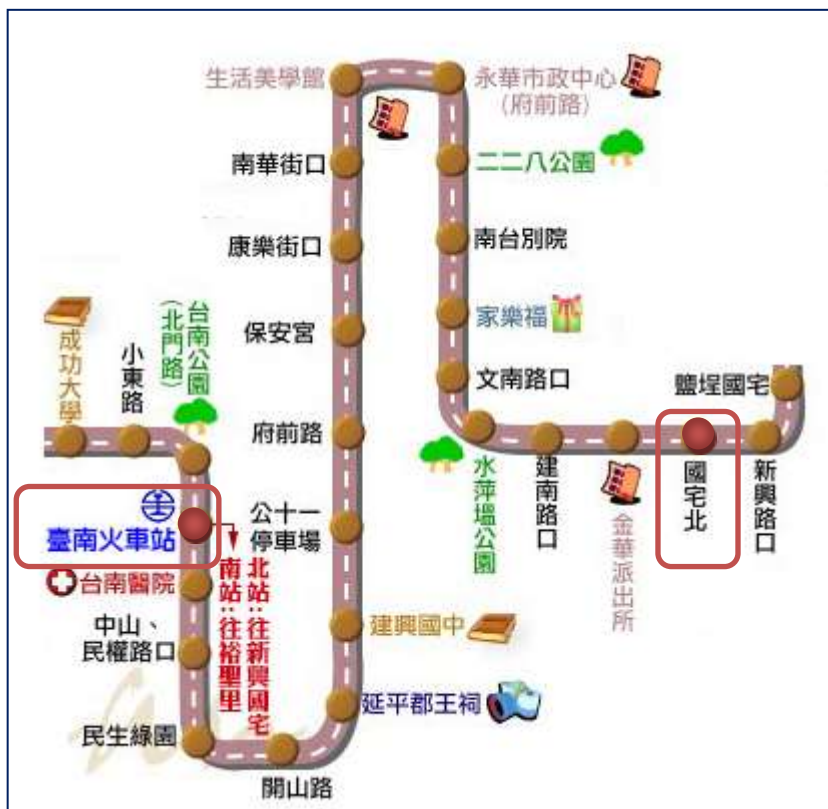 生活美學館
永華市政中心
(府前路)
南華街口
二二八公園
康樂街口
南台別院
成功大學
小東路
台南公園
(北門路)
保安宮
家樂福
文南路口
鹽埕國宅
府前路
水萍塭公園
建南路口
金華派出所
國宅北
新興路口
臺南火車站
公十一
停車場
北站:往新興國宅
南站:往裕聖里
台南醫院
中山、
民權路口
建興國中
延平郡王祠
民生綠園
開山路